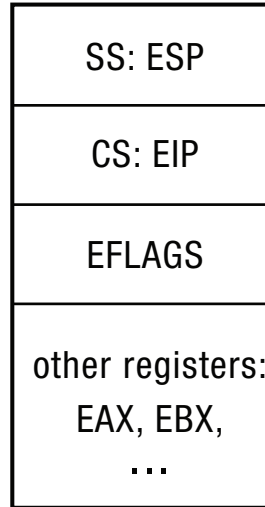 SS: ESP
CS: EIP
EFLAGS
other registers:
EAX, EBX,
...